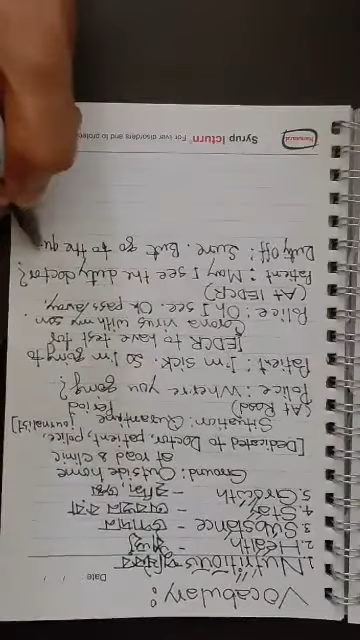 Vocabulary:
Date / /
1. Nutritious - পুষ্টিকর
2. Health - স্বাস্থ্য
3. Substance - উপাদান
4. Stay - অবস্থান করা
5. Growth - বৃদ্ধি,
Ground: Outside home
at road & clinic
[Dedicated to Doctor, patient, police, journalist]
Situation: Quarantine period
(At Road)
Police: Wherre you going?
Patient: I'm sick. So I'm going to
IEDCR to have test for
Corona virus with my son.
Police: Oh I see. Ok pass/away.
(At IEDCR)
Patient: May I see the duty doctor?
Duty off: Sure. But go to the qu
Syrup Icturn For liver disorders and to protect
Hamdard